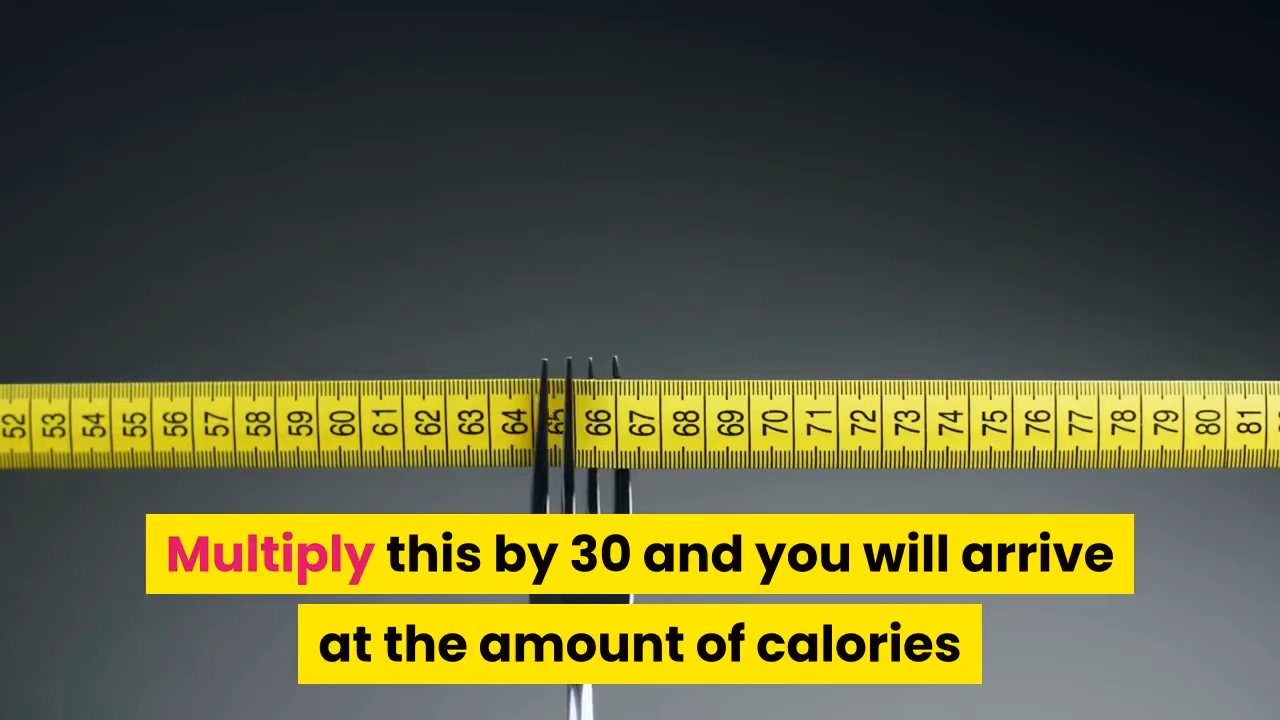 52 53 54 55 56 57 58 59 60 61 62 63 64 65 66 67 68 69 70 71 72 73 74 75 76 77 78 79 80 81
Multiply this by 30 and you will arrive
at the amount of calories